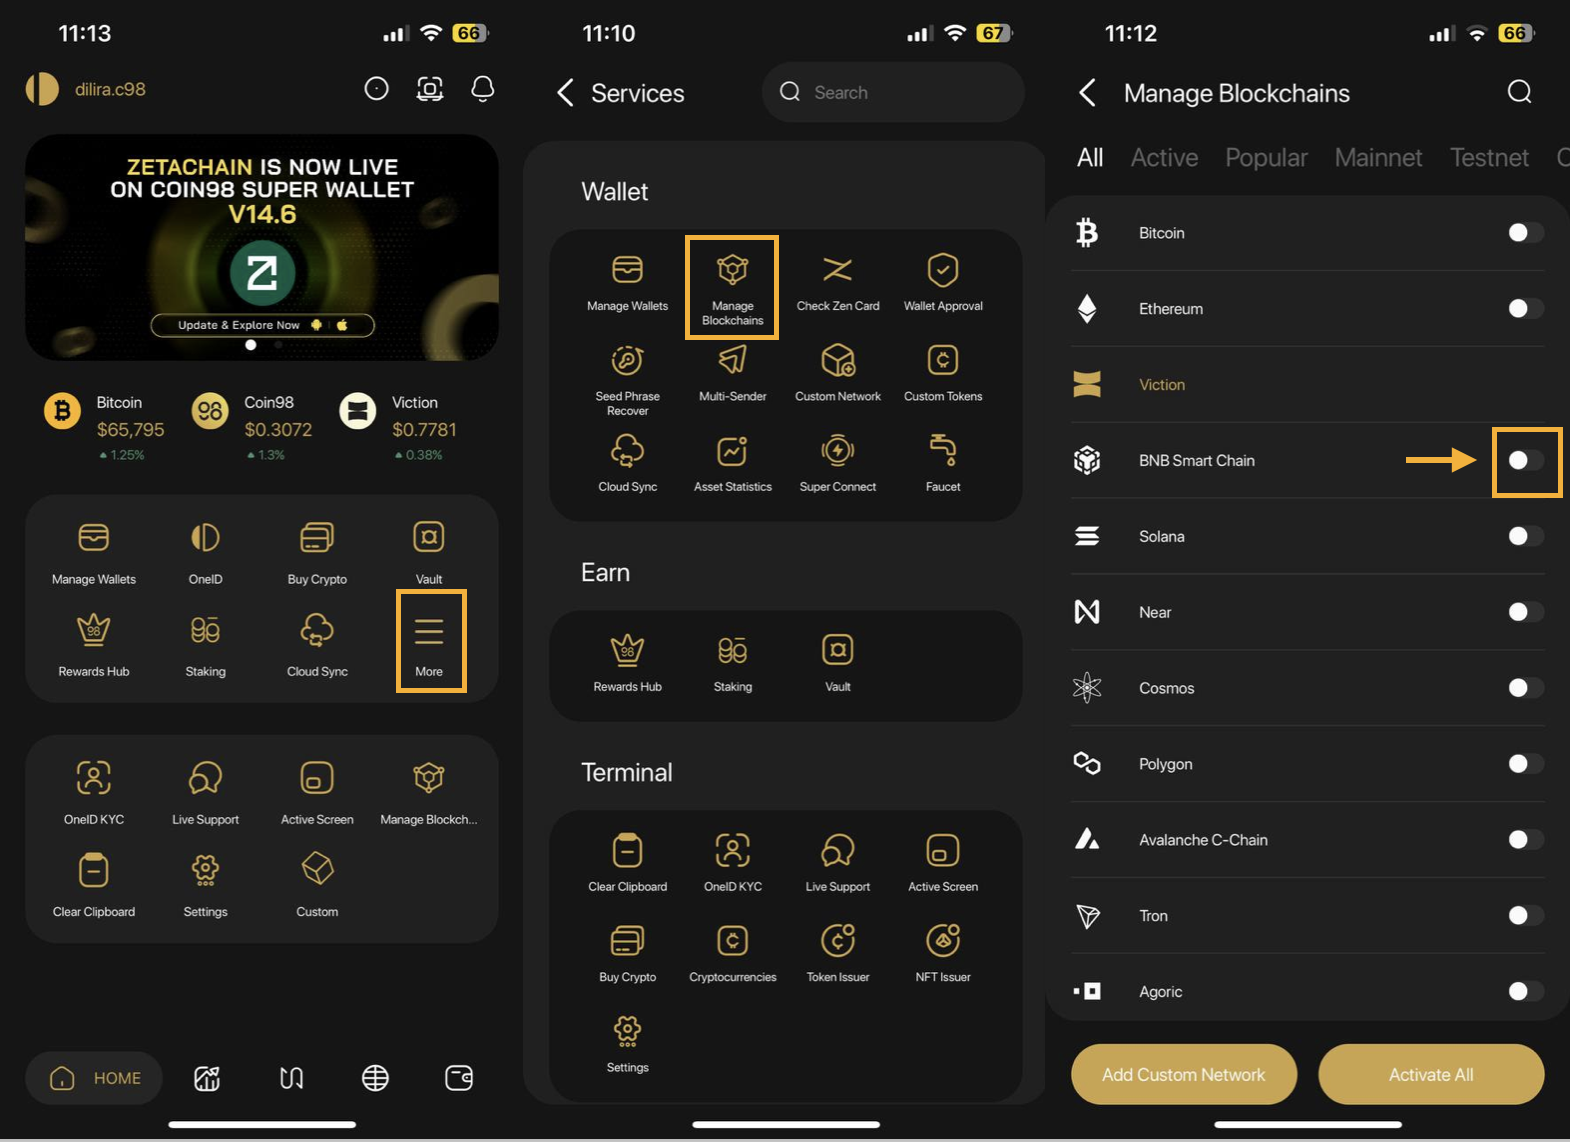 11:13
66
dilira.c98
ZETACHAIN IS NOW LIVE
ON COIN98 SUPER WALLET
V14.6
Update & Explore Now
Bitcoin
$65,795
1.25%
Coin98
$0.3072
1.3%
Viction
$0.7781
0.38%
Manage Wallets
OneID
Buy Crypto
Vault
Rewards Hub
Staking
Cloud Sync
More
OneID KYC
Live Support
Active Screen
Manage Blockch...
Clear Clipboard
Settings
Custom
HOME
11:10
67
Services
Search
Wallet
Manage Wallets
Manage
Blockchains
Check Zen Card
Wallet Approval
Seed Phrase
Recover
Multi-Sender
Custom Network
Custom Tokens
Cloud Sync
Asset Statistics
Super Connect
Faucet
Earn
Rewards Hub
Staking
Vault
Terminal
Clear Clipboard
OneID KYC
Live Support
Active Screen
Buy Crypto
Cryptocurrencies
Token Issuer
NFT Issuer
Settings
11:12
66
Manage Blockchains
All
Active
Popular
Mainnet
Testnet
Bitcoin
Ethereum
Viction
BNB Smart Chain
Solana
Near
Cosmos
Polygon
Avalanche C-Chain
Tron
Agoric
Add Custom Network
Activate All